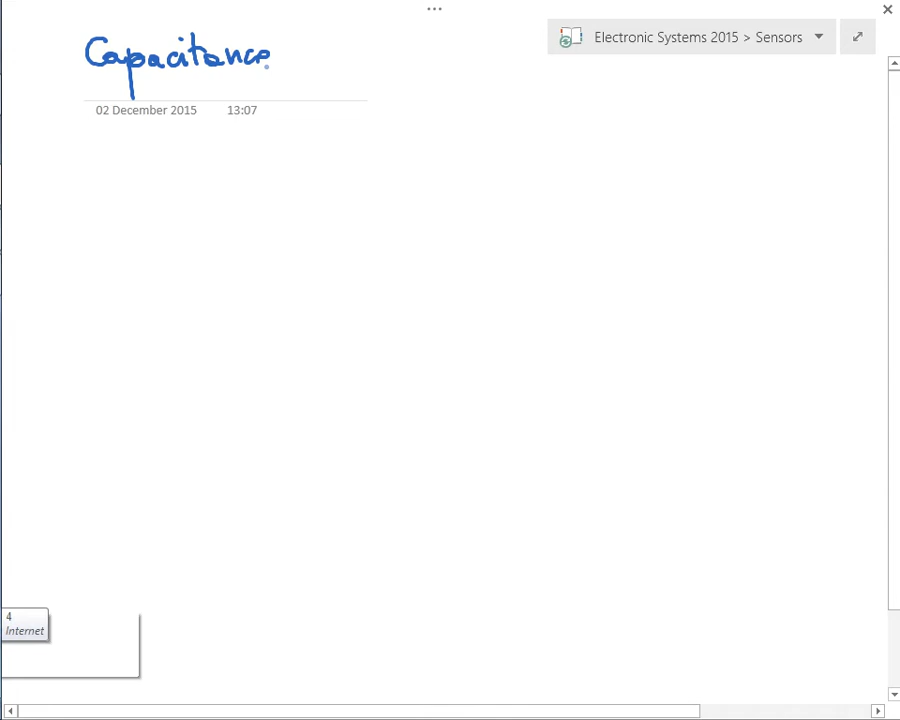 Electronic Systems 2015 > Sensors
Capacitance
02 December 2015 13:07
4
Internet